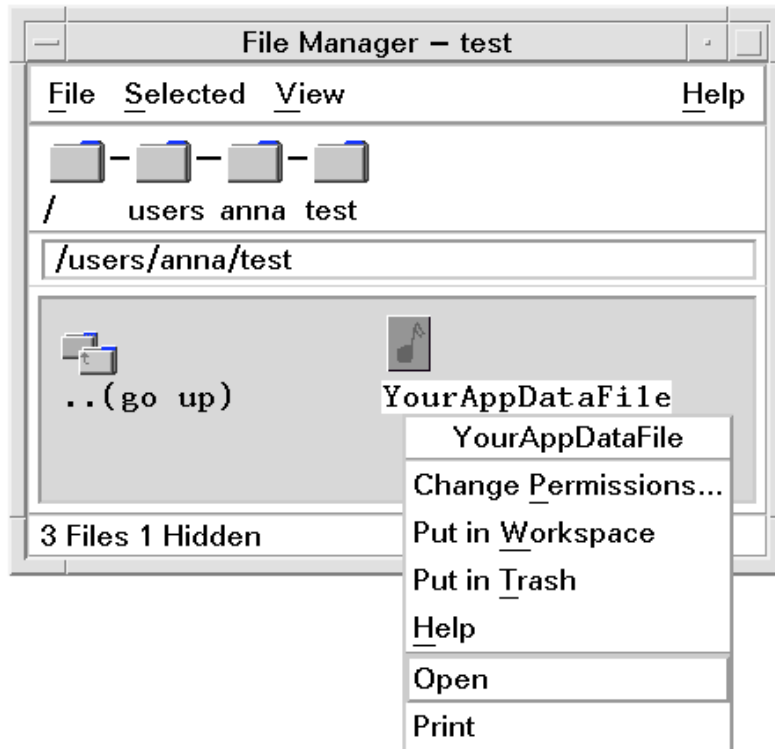 File Manager – test
File Selected View Help
/ users anna test
/users/anna/test
..(go up) YourAppDataFile
YourAppDataFile
Change Permissions...
Put in Workspace
3 Files 1 Hidden
Put in Trash
Help
Open
Print